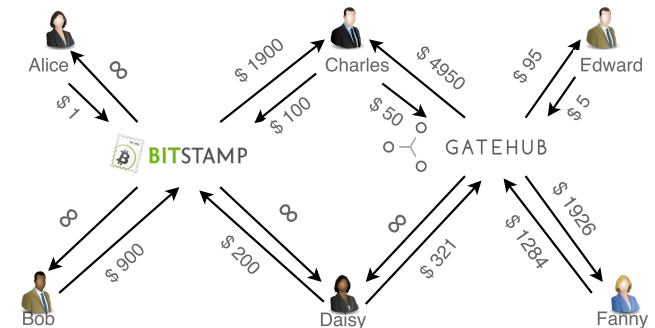 Alice
∞
$ 1
$ 1900
Charles
$ 100
$ 4950
$ 50
$ 95
Edward
$ 5
BITSTAMP
GATEHUB
∞
$ 900
Bob
∞
$ 200
Daisy
∞
$ 321
$ 1926
$ 1284
Fanny